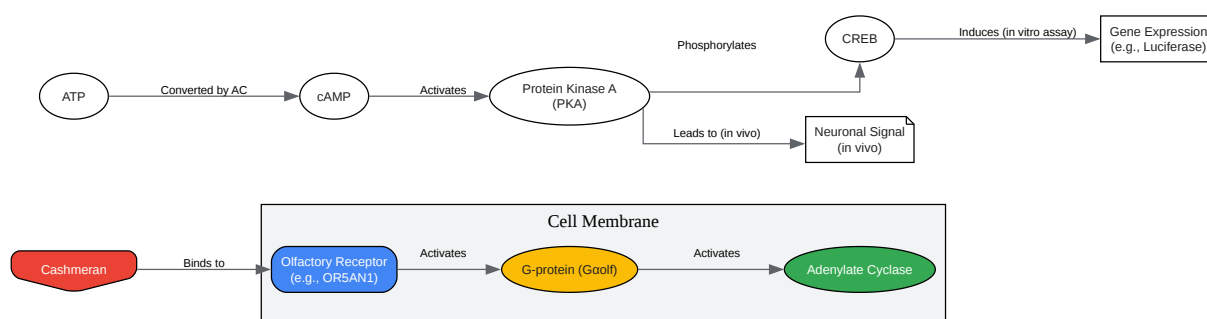 ATP
Converted by AC
cAMP
Activates
Protein Kinase A
(PKA)
Phosphorylates
CREB
Induces (in vitro assay)
Gene Expression
(e.g., Luciferase)
Leads to (in vivo)
Neuronal Signal
(in vivo)
Cell Membrane
Cashmeran
Binds to
Olfactory Receptor
(e.g., OR5AN1)
Activates
G-protein (Gαolf)
Activates
Adenylate Cyclase